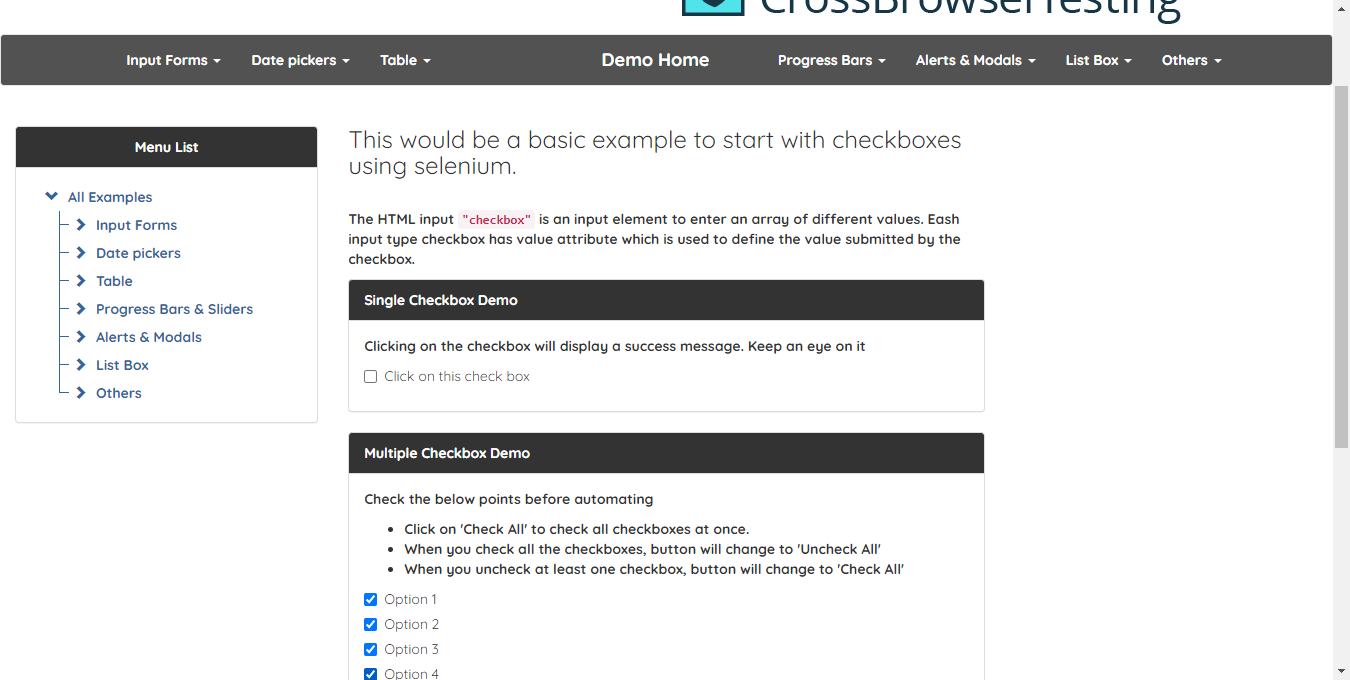 CrossBrowserTesting
Input Forms Date pickers Table Demo Home Progress Bars Alerts & Modals List Box Others
Menu List
All Examples
Input Forms
Date pickers
Table
Progress Bars & Sliders
Alerts & Modals
List Box
Others
This would be a basic example to start with checkboxes
using selenium.
The HTML input "checkbox" is an input element to enter an array of different values. Eash
input type checkbox has value attribute which is used to define the value submitted by the
checkbox.
Single Checkbox Demo
Clicking on the checkbox will display a success message. Keep an eye on it
Click on this check box
Multiple Checkbox Demo
Check the below points before automating
Click on 'Check All' to check all checkboxes at once.
When you check all the checkboxes, button will change to 'Uncheck All'
When you uncheck at least one checkbox, button will change to 'Check All'
Option 1
Option 2
Option 3
Option 4